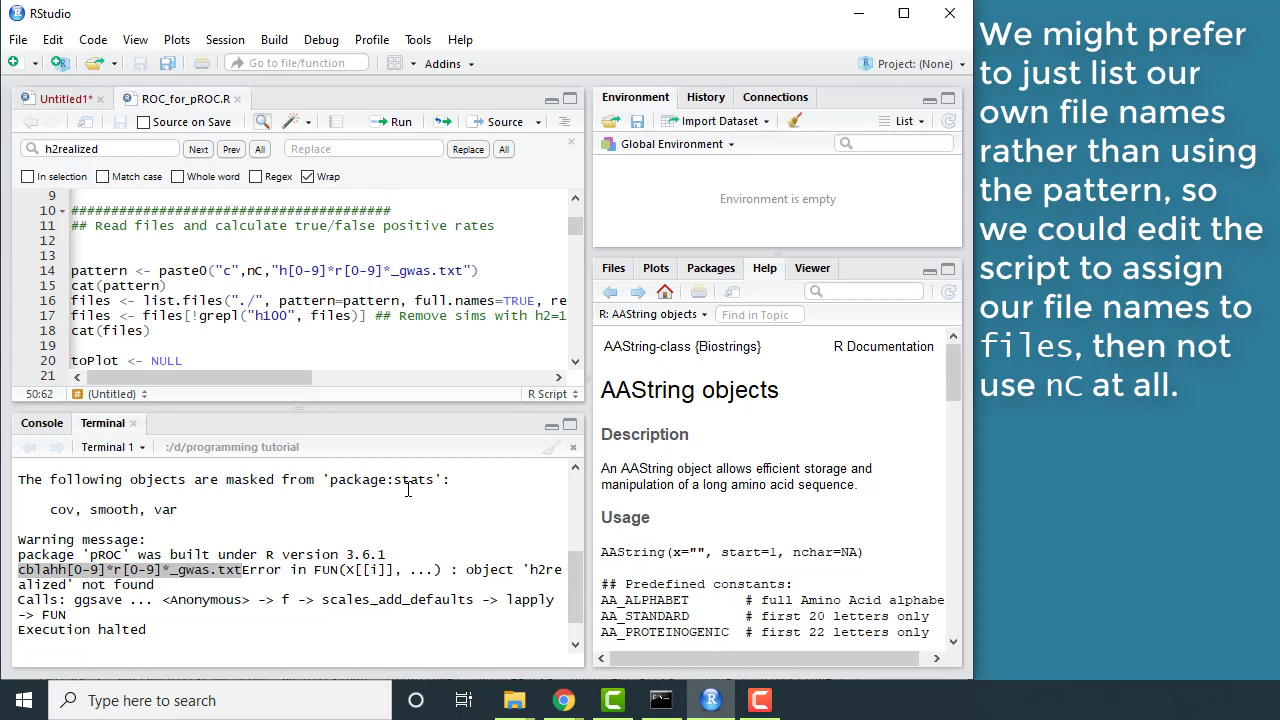 RStudio
File Edit Code View Plots Session Build Debug Profile Tools Help
Go to file/function Addins Project: (None)
Untitled1* ROC_for_pROC.R
Source on Save Run Source
h2realized Next Prev All Replace Replace All
In selection Match case Whole word Regex Wrap
9
10 ########################################
11 ## Read files and calculate true/false positive rates
12
13
14 pattern <- paste0("c",nC,"h[0-9]*r[0-9]*_gwas.txt")
15 cat(pattern)
16 files <- list.files("./", pattern=pattern, full.names=TRUE, re
17 files <- files[!grepl("h100", files)] ## Remove sims with h2=1
18 cat(files)
19
20 toPlot <- NULL
21
50:62 (Untitled) R Script
Console Terminal
Terminal 1 :/d/programming tutorial
The following objects are masked from 'package:stats':
cov, smooth, var
Warning message:
package 'pROC' was built under R version 3.6.1
cblahh[0-9]*r[0-9]*_gwas.txtError in FUN(X[[i]], ...) : object 'h2re
alized' not found
Calls: ggsave ... <Anonymous> -> f -> scales_add_defaults -> lapply
-> FUN
Execution halted
Environment History Connections
Import Dataset List
Global Environment
Environment is empty
Files Plots Packages Help Viewer
R: AAString objects Find in Topic
AAString-class {Biostrings} R Documentation
AAString objects
Description
An AAString object allows efficient storage and
manipulation of a long amino acid sequence.
Usage
AAString(x="", start=1, nchar=NA)
## Predefined constants:
AA_ALPHABET # full Amino Acid alphabe
AA_STANDARD # first 20 letters only
AA_PROTEINOGENIC # first 22 letters only
We might prefer
to just list our
own file names
rather than using
the pattern, so
we could edit the
script to assign
our file names to
files, then not
use nC at all.
Type here to search